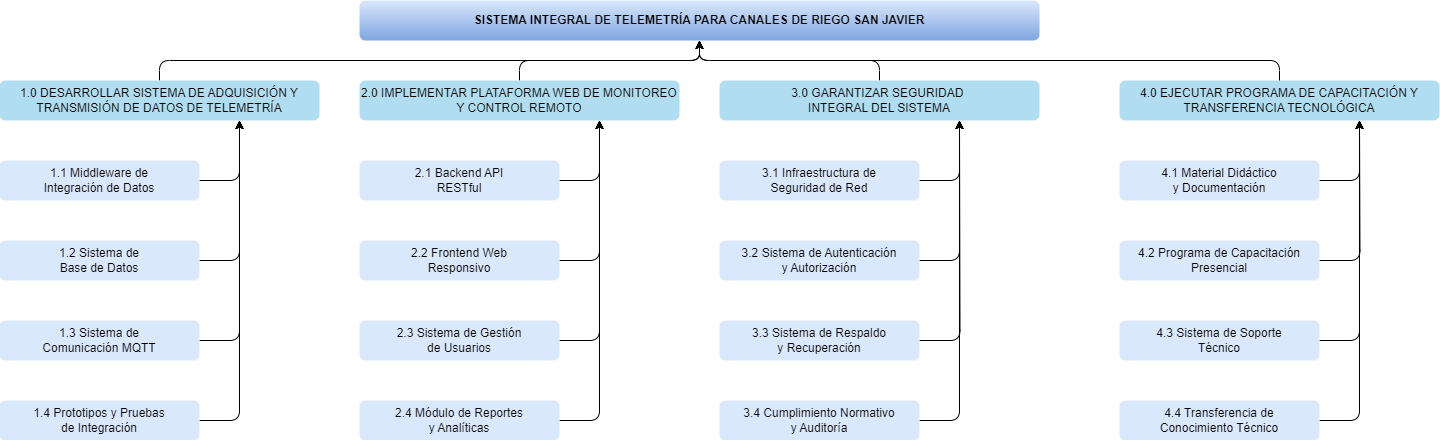 SISTEMA INTEGRAL DE TELEMETRÍA PARA CANALES DE RIEGO SAN JAVIER
1.0 DESARROLLAR SISTEMA DE ADQUISICIÓN Y
TRANSMISIÓN DE DATOS DE TELEMETRÍA
1.1 Middleware de
Integración de Datos
1.2 Sistema de
Base de Datos
1.3 Sistema de
Comunicación MQTT
1.4 Prototipos y Pruebas
de Integración
2.0 IMPLEMENTAR PLATAFORMA WEB DE MONITOREO
Y CONTROL REMOTO
2.1 Backend API
RESTful
2.2 Frontend Web
Responsivo
2.3 Sistema de Gestión
de Usuarios
2.4 Módulo de Reportes
y Analíticas
3.0 GARANTIZAR SEGURIDAD
INTEGRAL DEL SISTEMA
3.1 Infraestructura de
Seguridad de Red
3.2 Sistema de Autenticación
y Autorización
3.3 Sistema de Respaldo
y Recuperación
3.4 Cumplimiento Normativo
y Auditoría
4.0 EJECUTAR PROGRAMA DE CAPACITACIÓN Y
TRANSFERENCIA TECNOLÓGICA
4.1 Material Didáctico
y Documentación
4.2 Programa de Capacitación
Presencial
4.3 Sistema de Soporte
Técnico
4.4 Transferencia de
Conocimiento Técnico